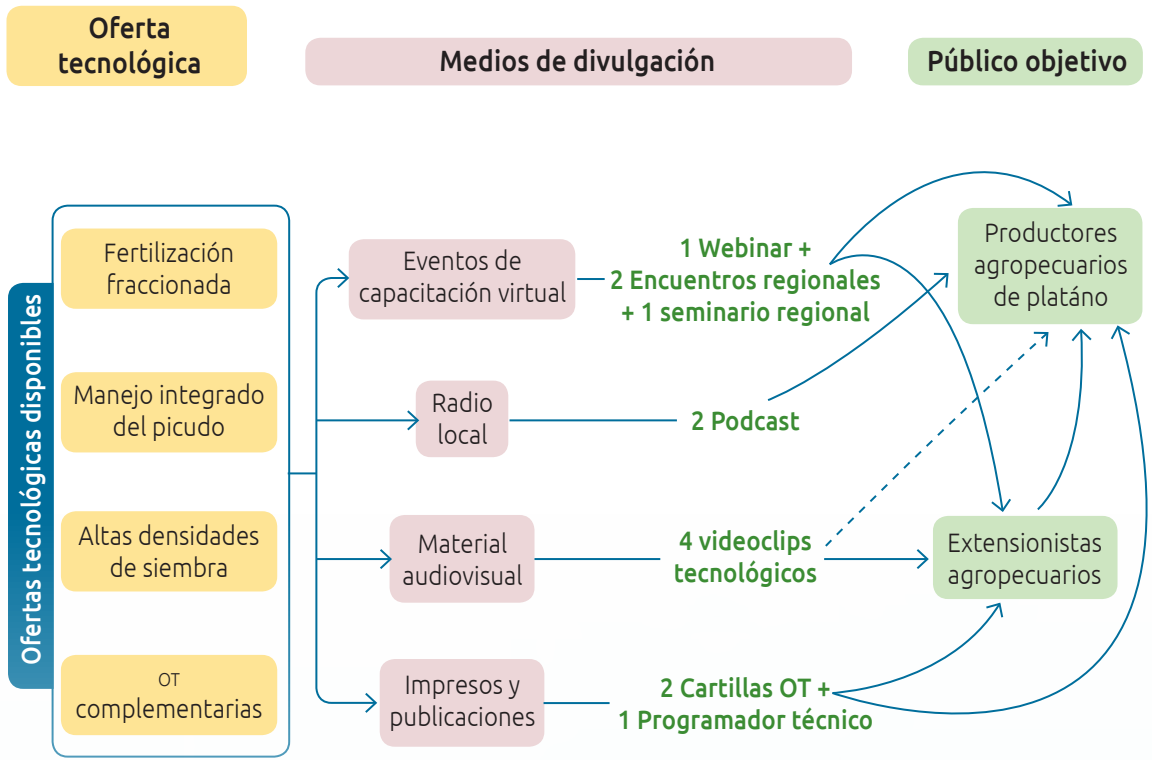 Oferta
tecnológica
Medios de divulgación
Público objetivo
Ofertas tecnológicas disponibles
Fertilización
fraccionada
Manejo integrado
del picudo
Altas densidades
de siembra
OT
complementarias
Eventos de
capacitación virtual
Radio
local
Material
audiovisual
Impresos y
publicaciones
1 Webinar +
2 Encuentros regionales
+ 1 seminario regional
2 Podcast
4 videoclips
tecnológicos
2 Cartillas OT +
1 Programador técnico
Productores
agropecuarios
de platáno
Extensionistas
agropecuarios